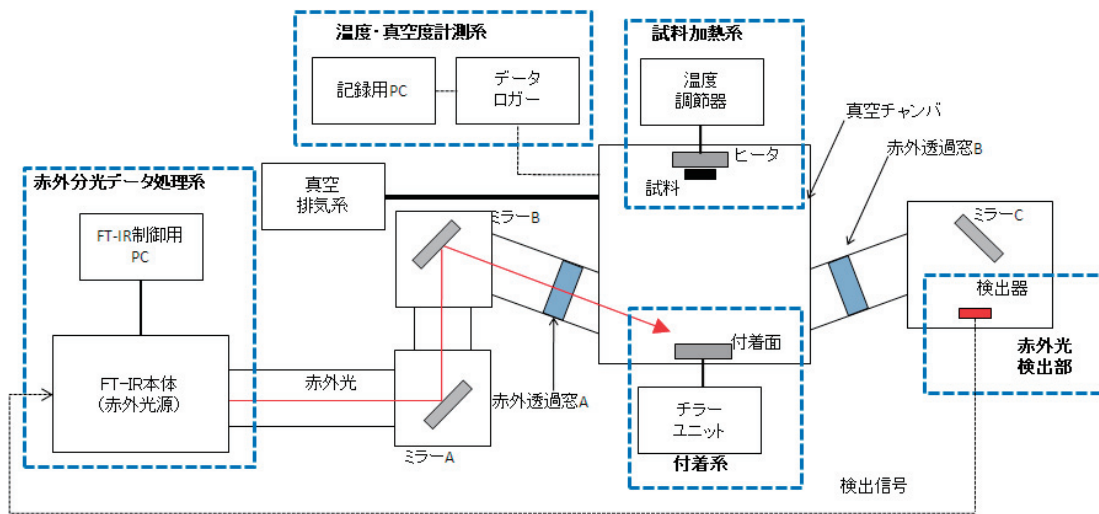 温度・真空度計測系
記録用PC
データ
ロガー
試料加熱系
温度
調節器
ヒータ
試料
真空チャンバ
赤外透過窓B
赤外分光データ処理系
FT-IR制御用
PC
FT-IR本体
(赤外光源)
真空
排気系
ミラーB
赤外光
ミラーA
赤外透過窓A
付着面
チラー
ユニット
付着系
ミラーC
検出器
赤外光
検出部
検出信号